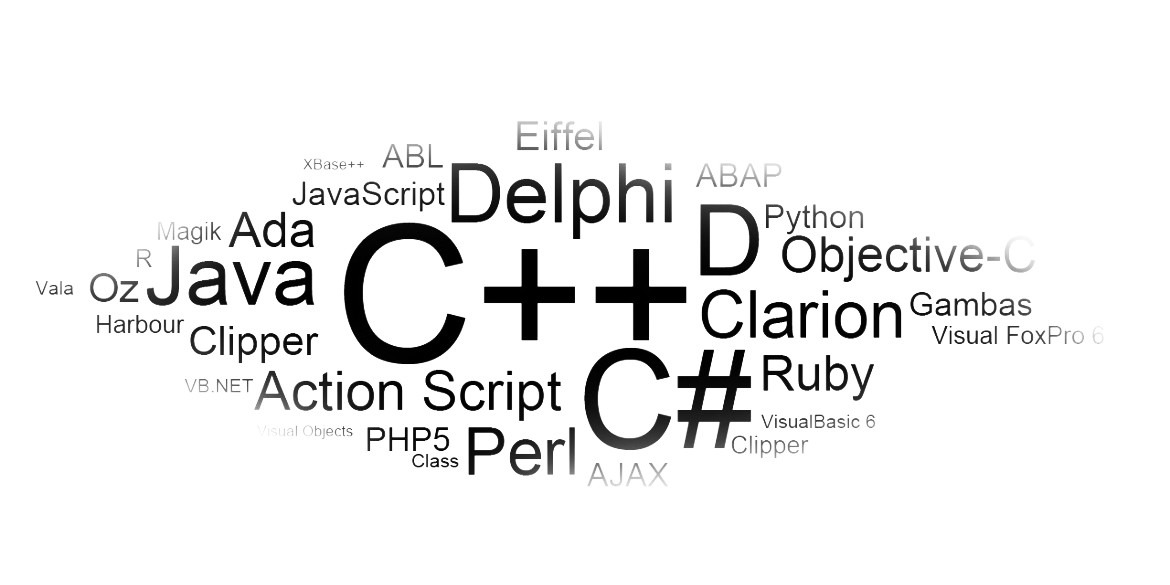 Eiffel
XBase++
ABL
Delphi
ABAP
JavaScript
Magik
Ada
D
Python
R
Java
C++
Objective-C
Vala
Oz
Clarion
Gambas
Harbour
Clipper
Visual FoxPro 6
VB.NET
Action Script
C#
Ruby
Visual Objects
PHP5
Perl
VisualBasic 6
Class
Clipper
AJAX